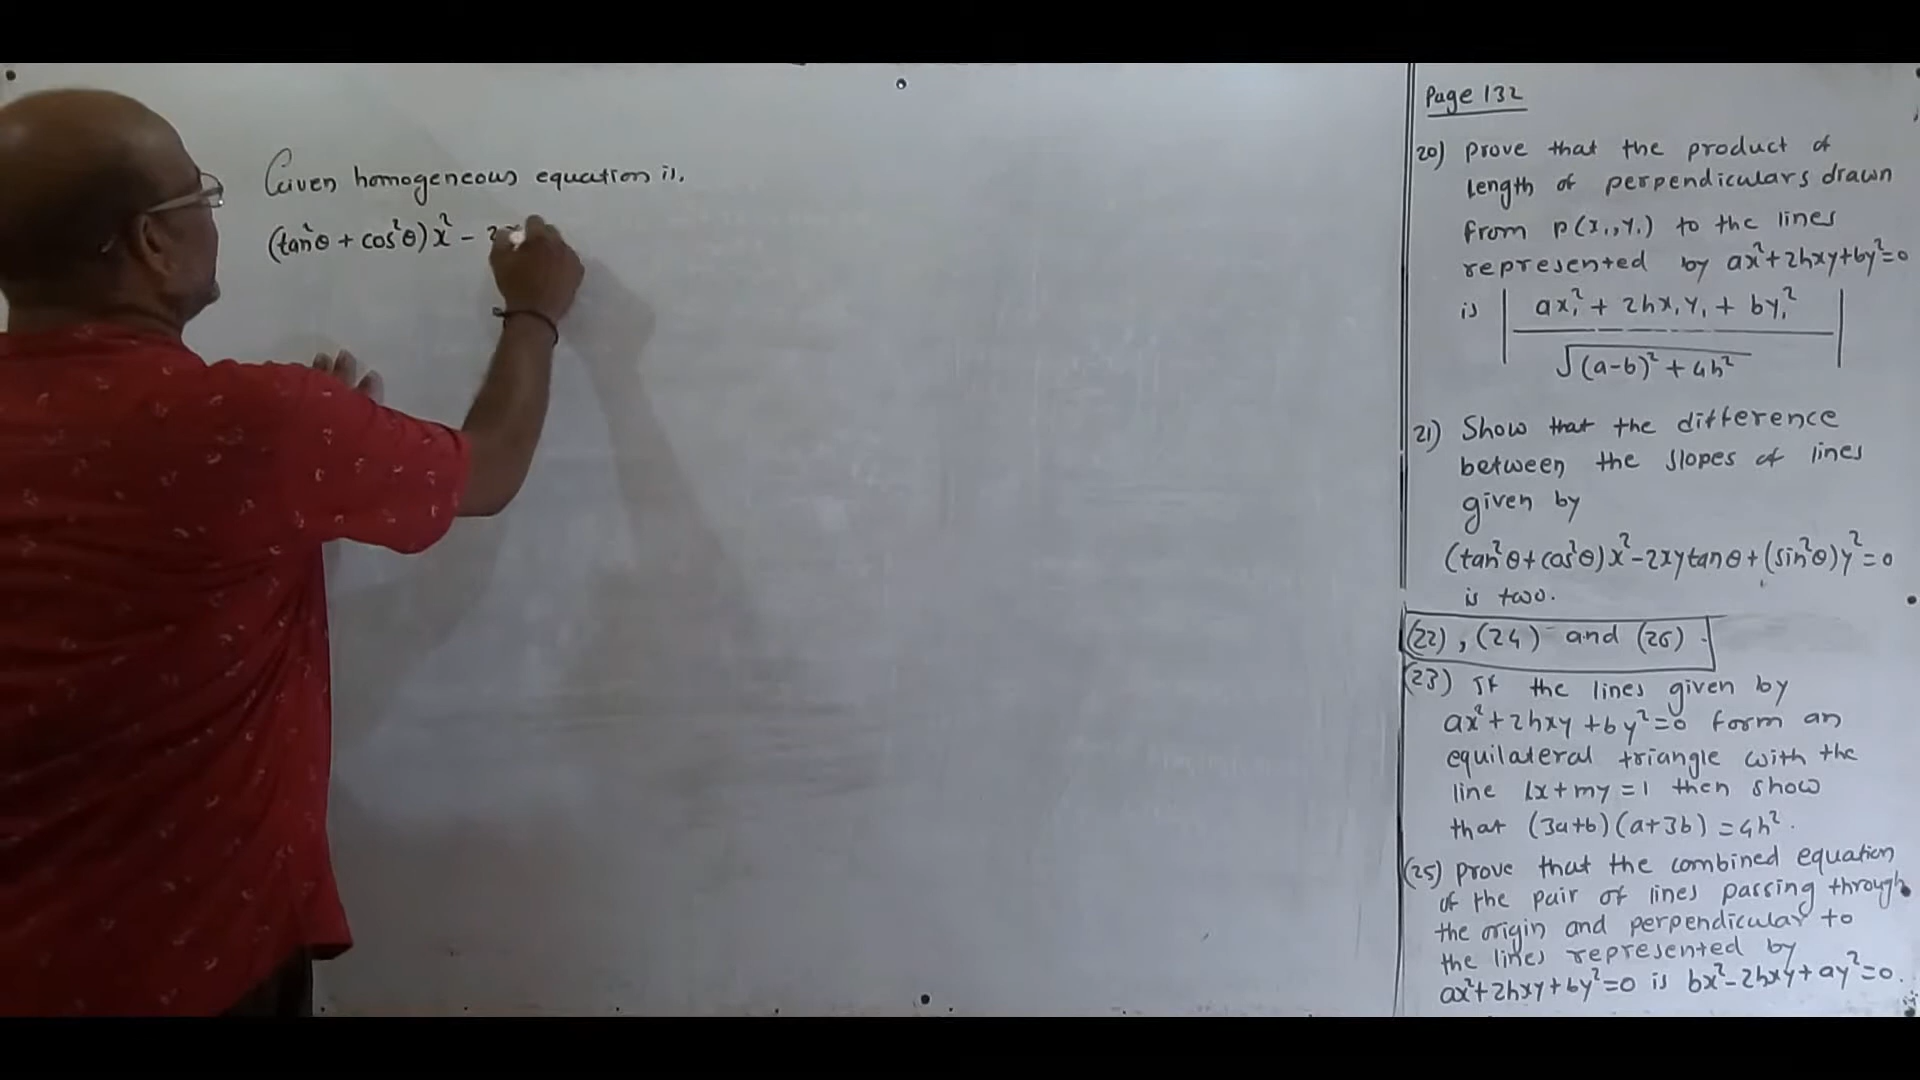 Given homogeneous equation is,
(tan²θ + cos²θ)x² - 2x
Page 132
20) prove that the product of
length of perpendiculars drawn
from P(x₁,y₁) to the lines
represented by ax²+2hxy+by²=0
is | ax₁² + 2hx₁y₁ + by₁² |
√(a-b)² + 4h²
21) Show that the difference
between the slopes of lines
given by
(tan²θ+cos²θ)x²-2xytanθ+(sin²θ)y²=0
is two.
(22), (24) and (26).
(23) If the lines given by
ax²+2hxy+by²=0 form an
equilateral triangle with the
line lx+my=1 then show
that (3a+b)(a+3b)=4h².
(25) prove that the combined equation
of the pair of lines passing through
the origin and perpendicular to
the lines represented by
ax²+2hxy+by²=0 is bx²-2hxy+ay²=0.